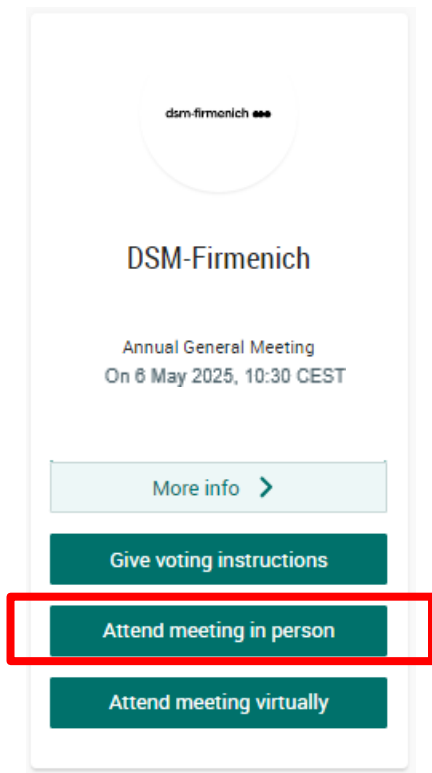 dsm-firmenich
DSM-Firmenich
Annual General Meeting
On 6 May 2025, 10:30 CEST
More info
Give voting instructions
Attend meeting in person
Attend meeting virtually